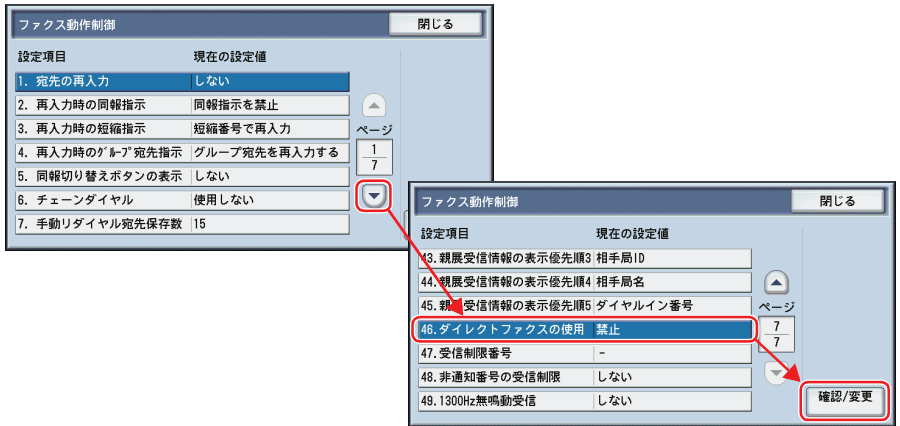 ファクス動作制御 閉じる
設定項目 現在の設定値
1. 宛先の再入力 しない
2. 再入力時の同報指示 同報指示を禁止
3. 再入力時の短縮指示 短縮番号で再入力
4. 再入力時のｸﾞﾙｰﾌﾟ宛先指示 グループ宛先を再入力する
5. 同報切り替えボタンの表示 しない
6. チェーンダイヤル 使用しない
7. 手動リダイヤル宛先保存数 15
ページ
1
7
ファクス動作制御 閉じる
設定項目 現在の設定値
43.親展受信情報の表示優先順3 相手局ID
44.親展受信情報の表示優先順4 相手局名
45.親展受信情報の表示優先順5 ダイヤルイン番号
46.ダイレクトファクスの使用 禁止
47.受信制限番号 -
48.非通知番号の受信制限 しない
49.1300Hz無鳴動受信 しない
ページ
7
7
確認/変更